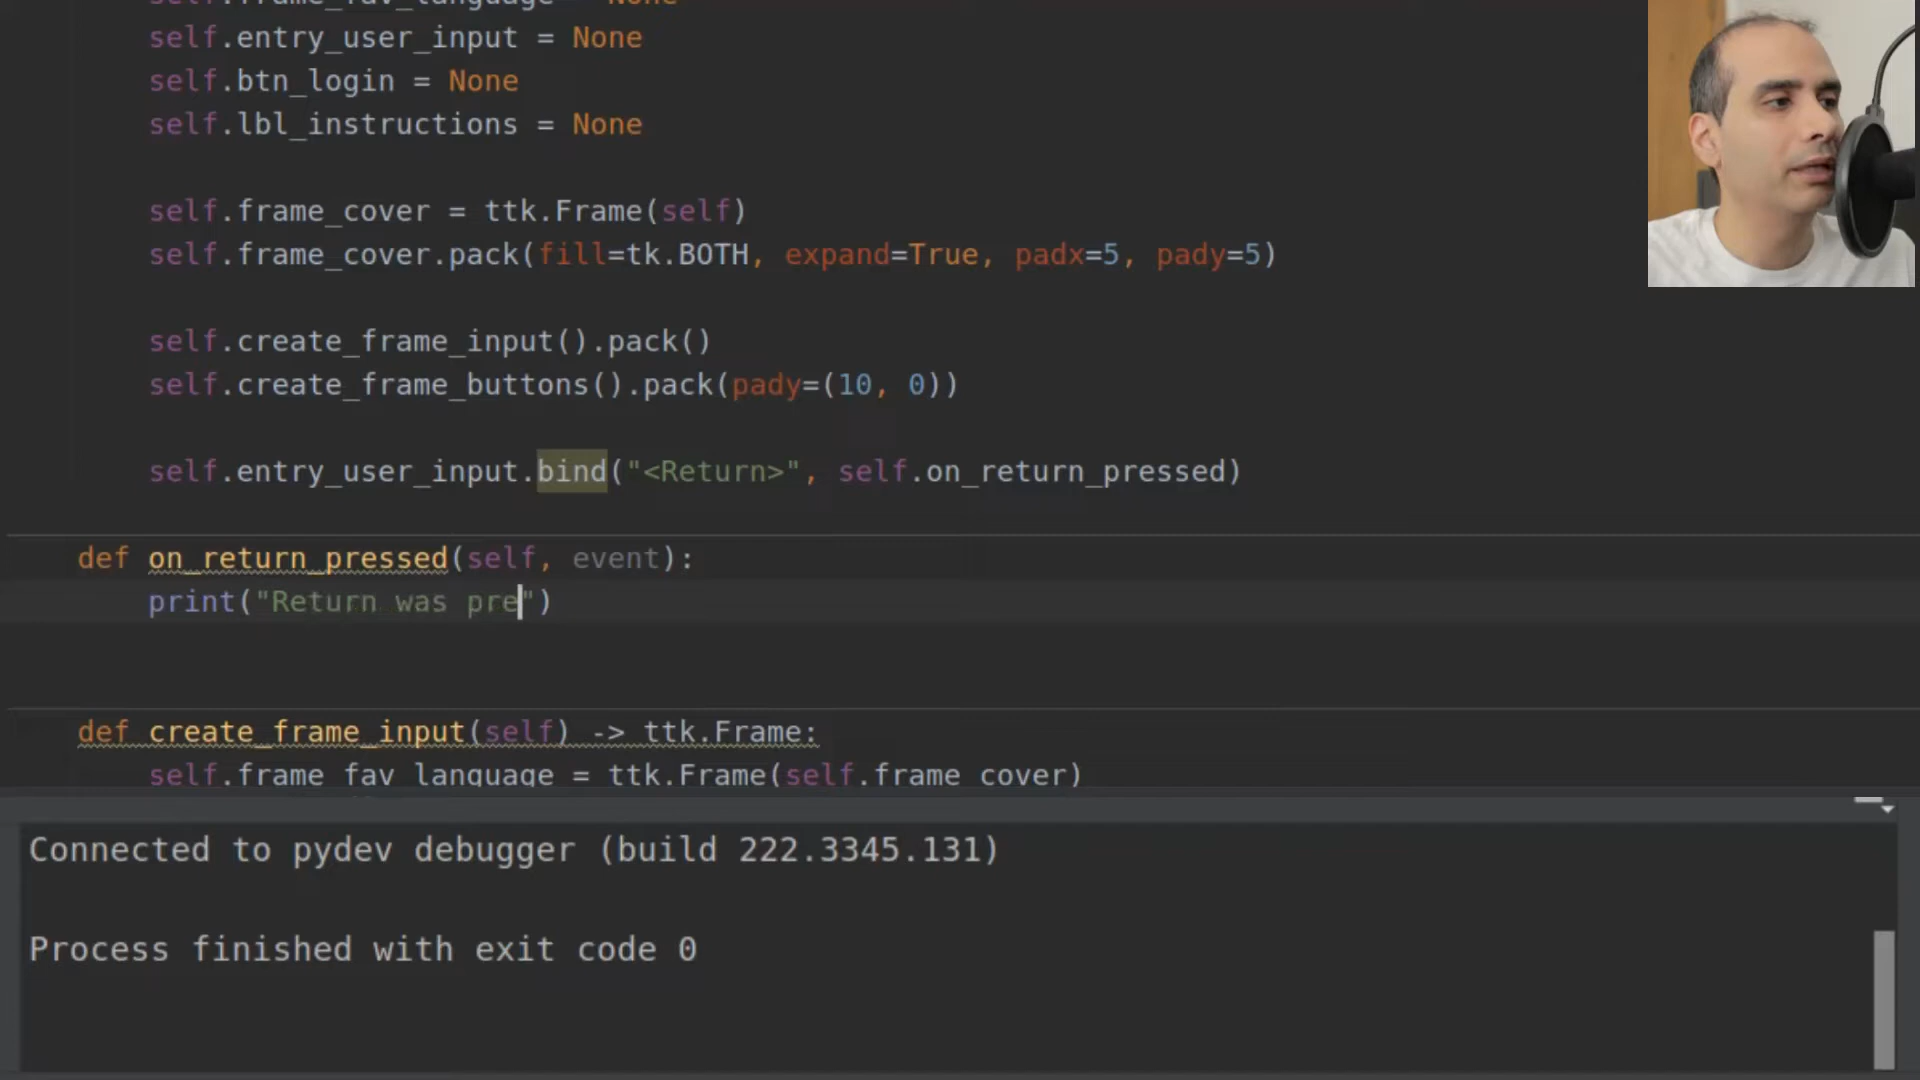 self.frame_fav_language = None
self.entry_user_input = None
self.btn_login = None
self.lbl_instructions = None
self.frame_cover = ttk.Frame(self)
self.frame_cover.pack(fill=tk.BOTH, expand=True, padx=5, pady=5)
self.create_frame_input().pack()
self.create_frame_buttons().pack(pady=(10, 0))
self.entry_user_input.bind("<Return>", self.on_return_pressed)
def on_return_pressed(self, event):
print("Return was pre")
def create_frame_input(self) -> ttk.Frame:
self.frame_fav_language = ttk.Frame(self.frame_cover)
Connected to pydev debugger (build 222.3345.131)
Process finished with exit code 0